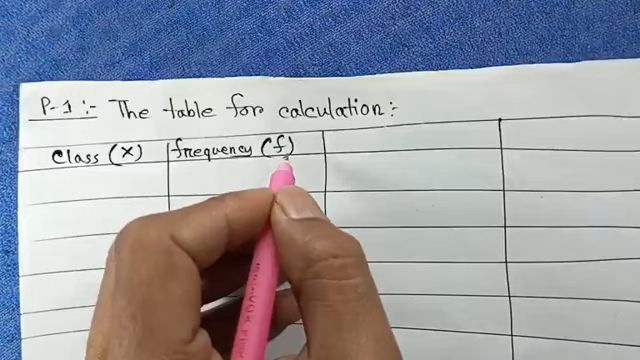 P-1:- The table for calculation:-
Class (x) frequency (f)